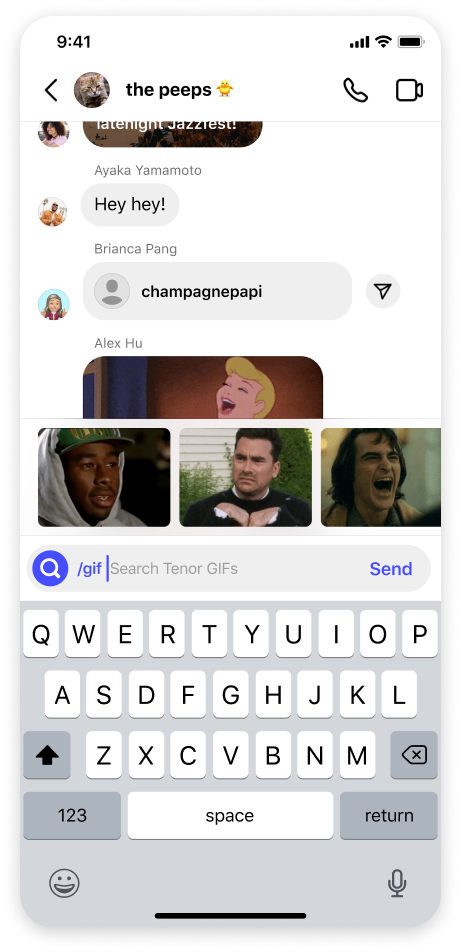 9:41
the peeps 🐥
latenight Jazzfest!
Ayaka Yamamoto
Hey hey!
Brianca Pang
champagnepapi
Alex Hu
/gif Search Tenor GIFs Send
Q W E R T Y U I O P
A S D F G H J K L
Z X C V B N M
123 space return